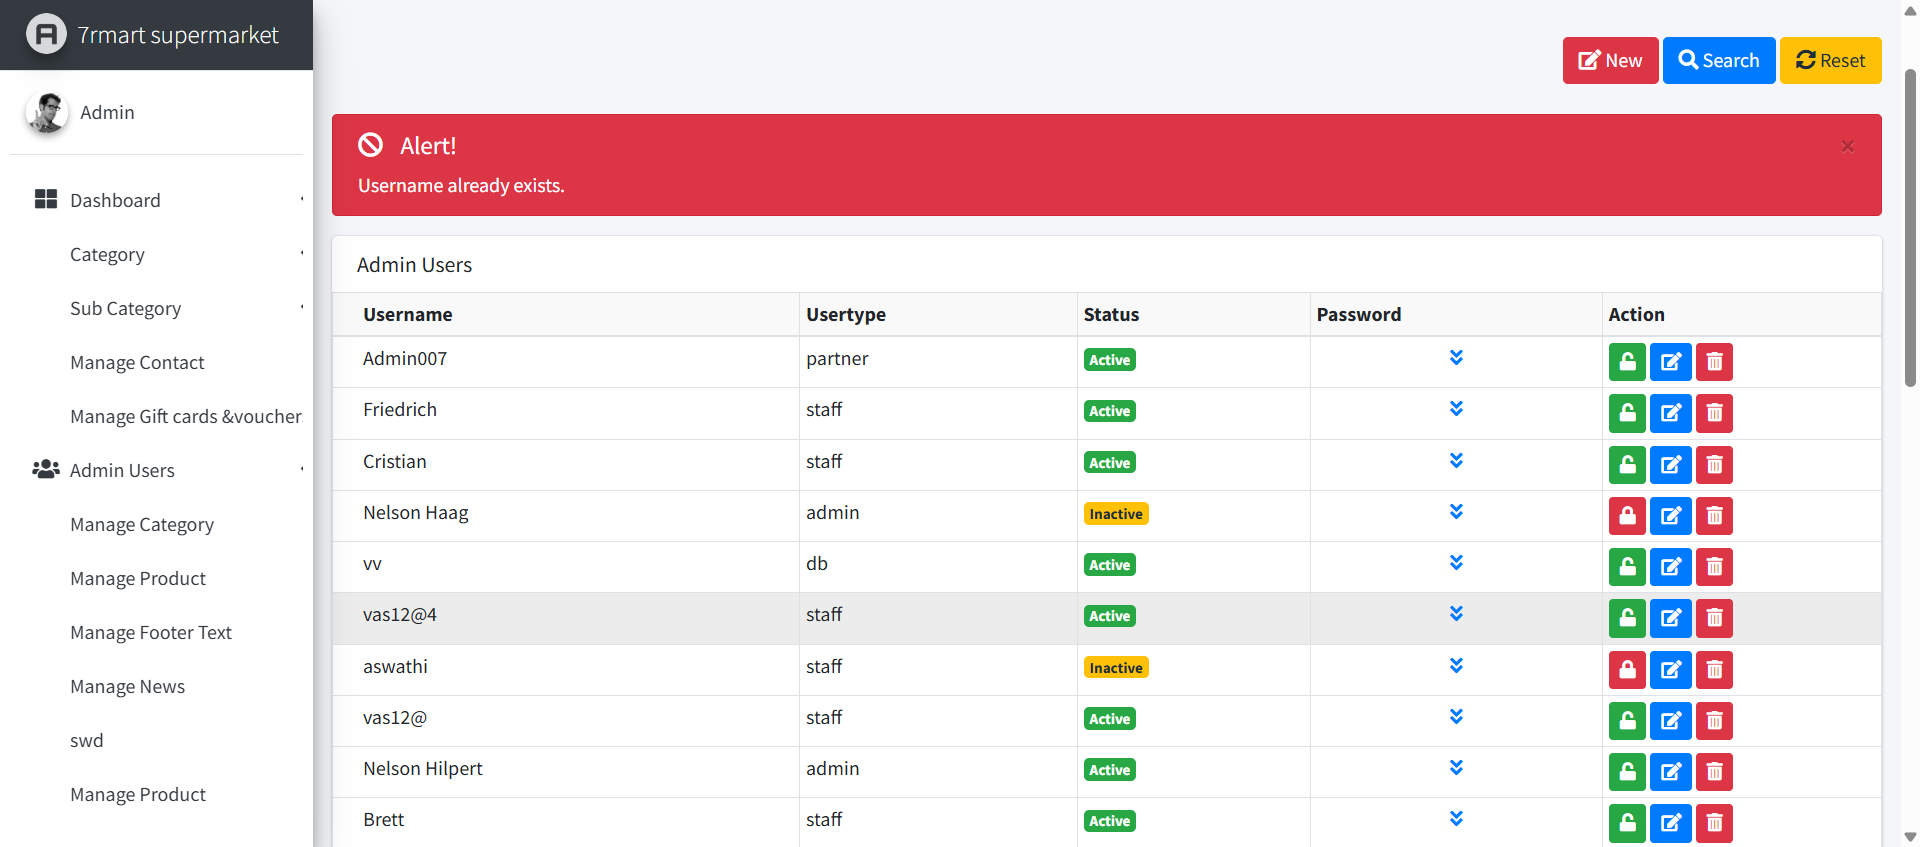 7rmart supermarket
Admin
Dashboard
Category
Sub Category
Manage Contact
Manage Gift cards &voucher
Admin Users
Manage Category
Manage Product
Manage Footer Text
Manage News
swd
Manage Product
New Search Reset
Alert! ×
Username already exists.
Admin Users
Username Usertype Status Password Action
Admin007 partner Active
Friedrich staff Active
Cristian staff Active
Nelson Haag admin Inactive
vv db Active
vas12@4 staff Active
aswathi staff Inactive
vas12@ staff Active
Nelson Hilpert admin Active
Brett staff Active